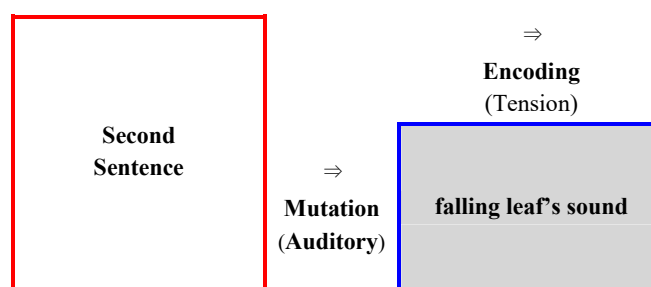 Second
Sentence
⇒
Mutation
(Auditory)
⇒
Encoding
(Tension)
falling leaf’s sound